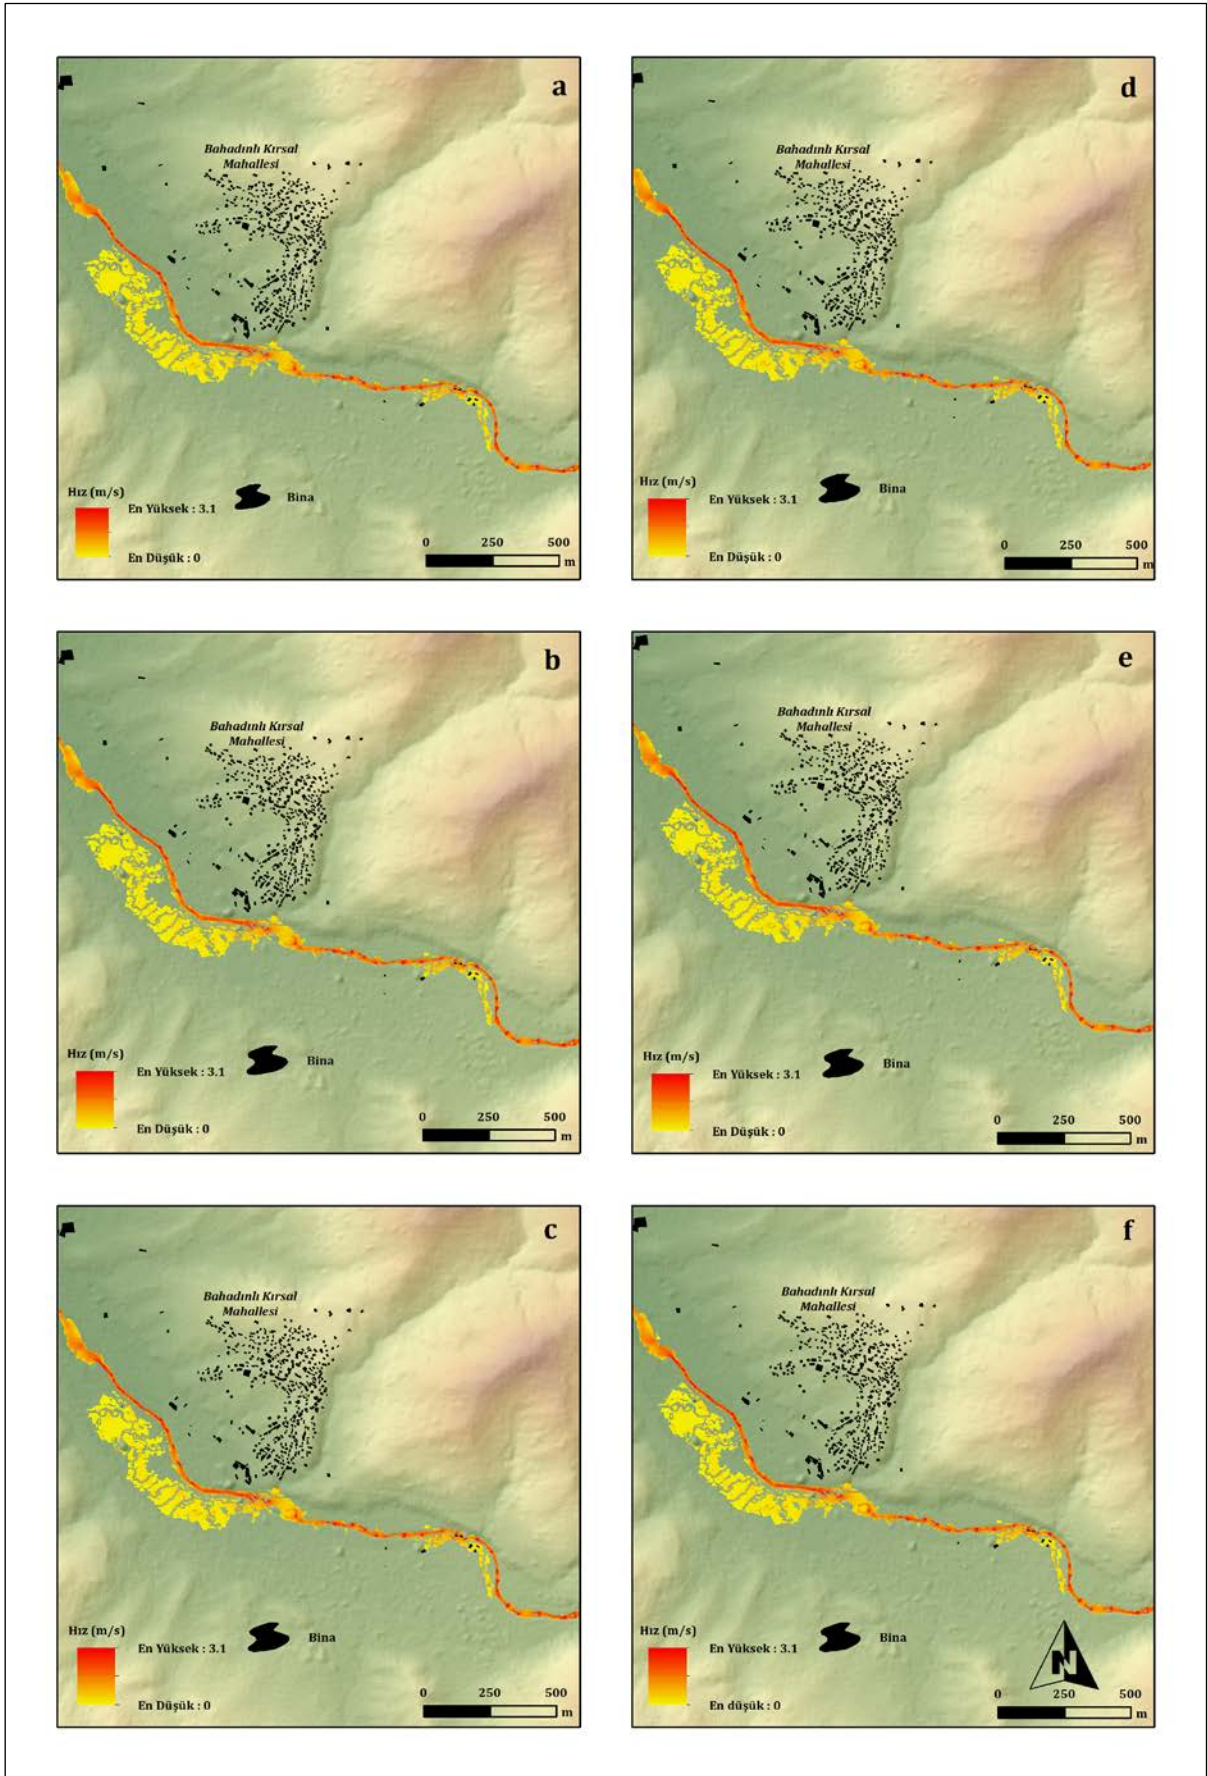 a
Bahadınlı Kırsal
Mahallesi
Hız (m/s)
En Yüksek : 3.1
En Düşük : 0
Bina
0 250 500
m
d
Bahadınlı Kırsal
Mahallesi
Hız (m/s)
En Yüksek : 3.1
En Düşük : 0
Bina
0 250 500
m
b
Bahadınlı Kırsal
Mahallesi
Hız (m/s)
En Yüksek : 3.1
En Düşük : 0
Bina
0 250 500
m
e
Bahadınlı Kırsal
Mahallesi
Hız (m/s)
En Yüksek : 3.1
En Düşük : 0
Bina
0 250 500
m
c
Bahadınlı Kırsal
Mahallesi
Hız (m/s)
En Yüksek : 3.1
En Düşük : 0
Bina
0 250 500
m
f
Bahadınlı Kırsal
Mahallesi
Hız (m/s)
En Yüksek : 3.1
En düşük : 0
Bina
N
0 250 500
m